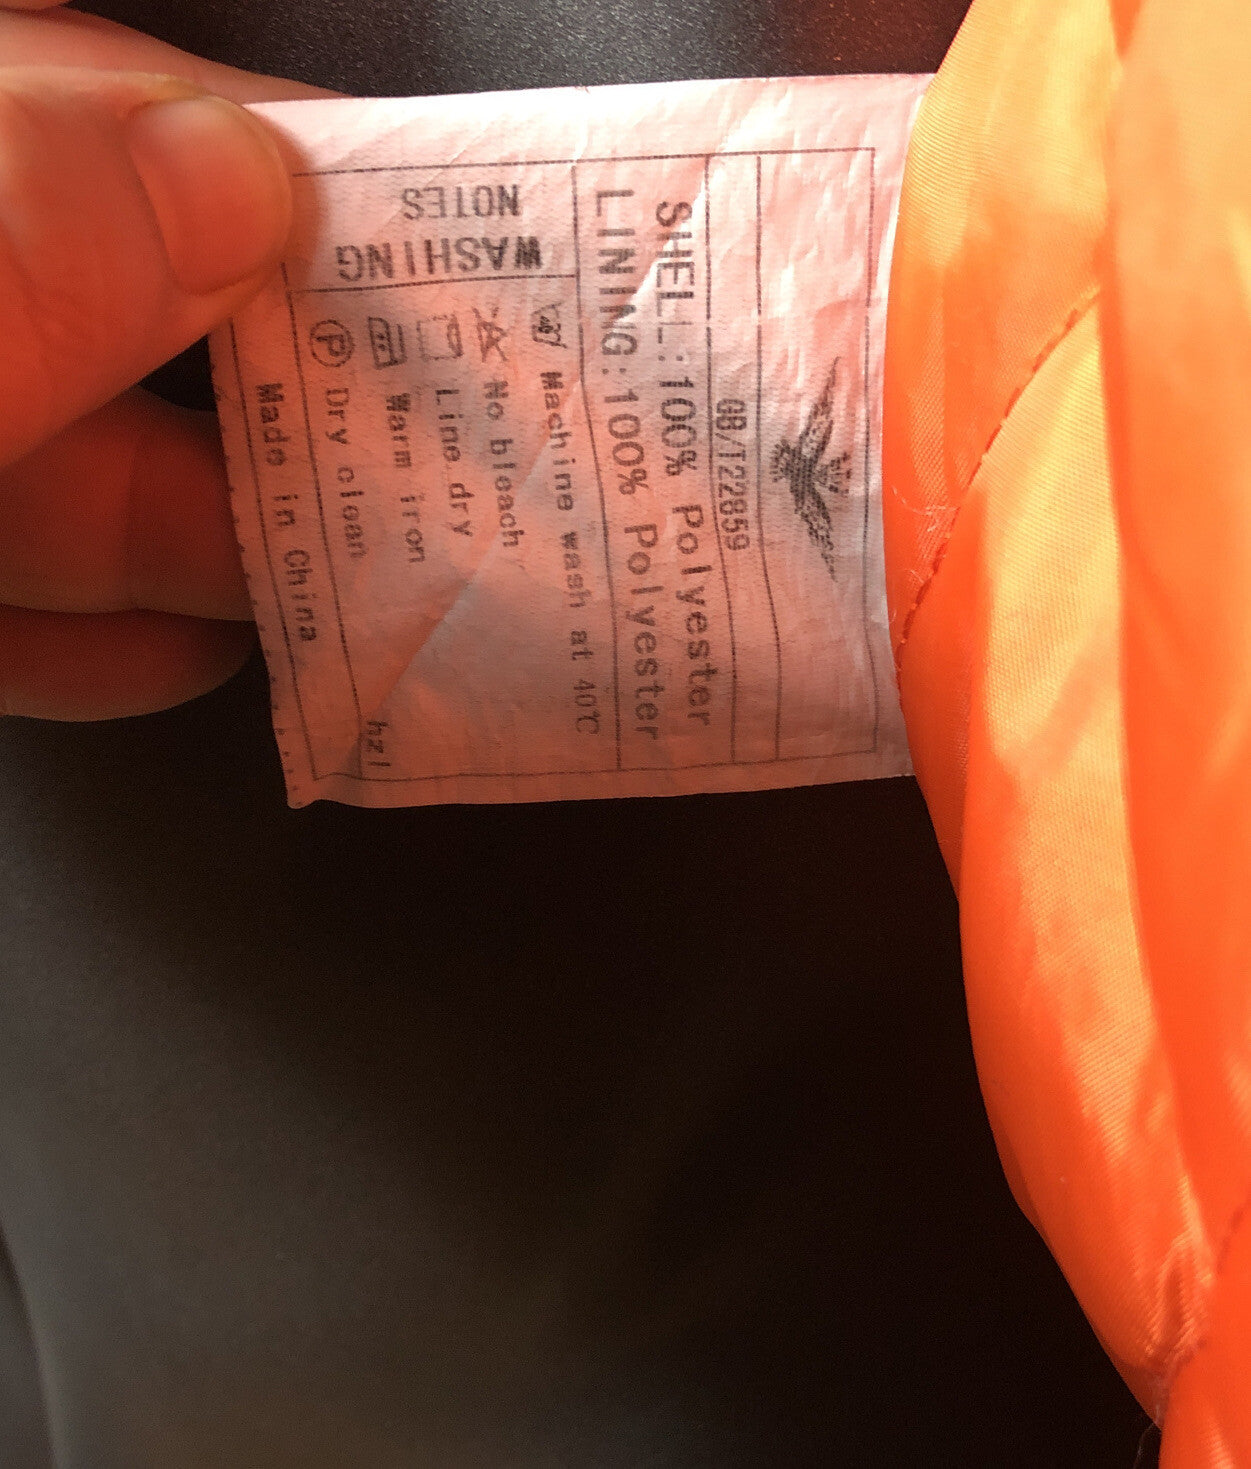 GB/T22859
SHELL:100% Polyester
LINING:100% Polyester
WASHING
NOTES
Machine wash at 40℃
No bleach
Line dry
Warm iron
P Dry clean
hzl
Made in China